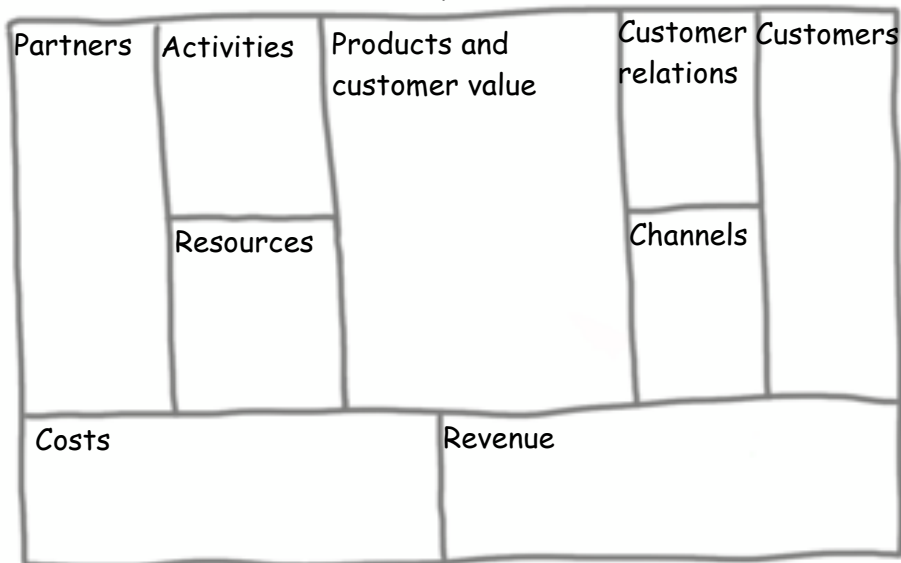 Partners
Activities
Products and
customer value
Customer
relations
Customers
Resources
Channels
Costs
Revenue